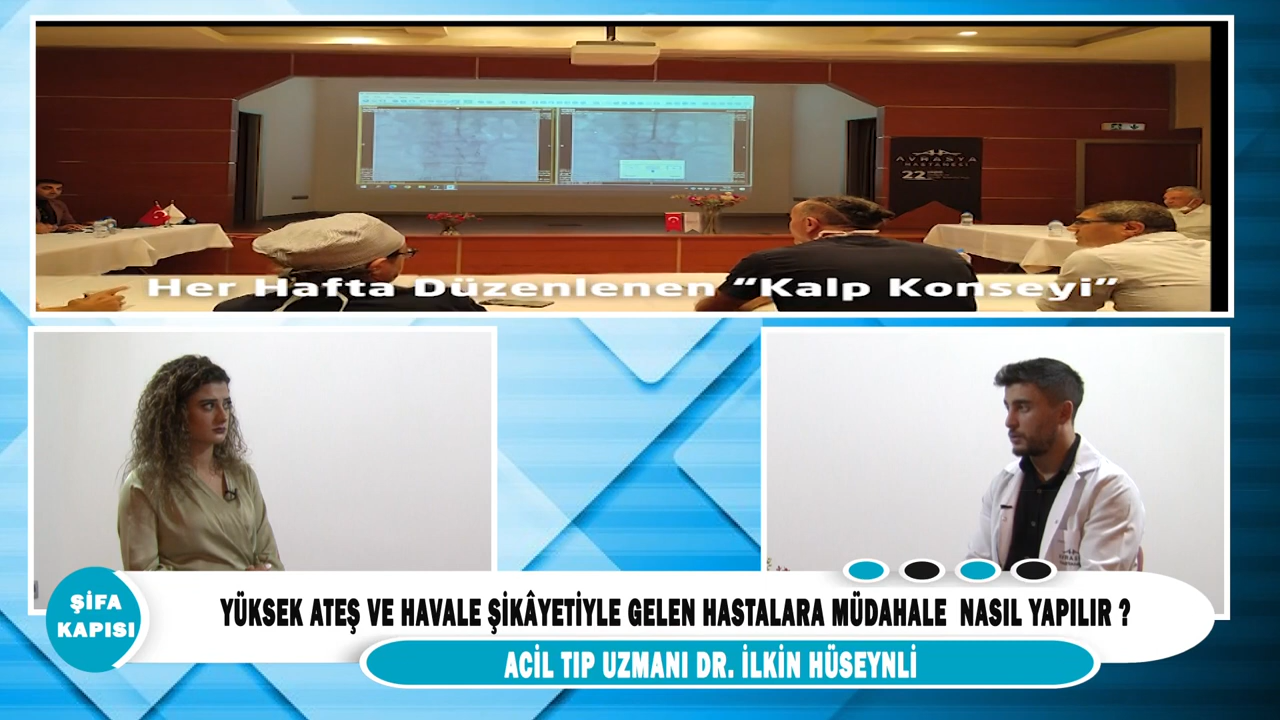 AVRASYA
HASTANESİ
22
Her Hafta Düzenlenen “Kalp Konseyi”
ŞİFA
KAPISI
YÜKSEK ATEŞ VE HAVALE ŞİKÂYETİYLE GELEN HASTALARA MÜDAHALE NASIL YAPILIR ?
ACİL TIP UZMANI DR. İLKİN HÜSEYNLİ